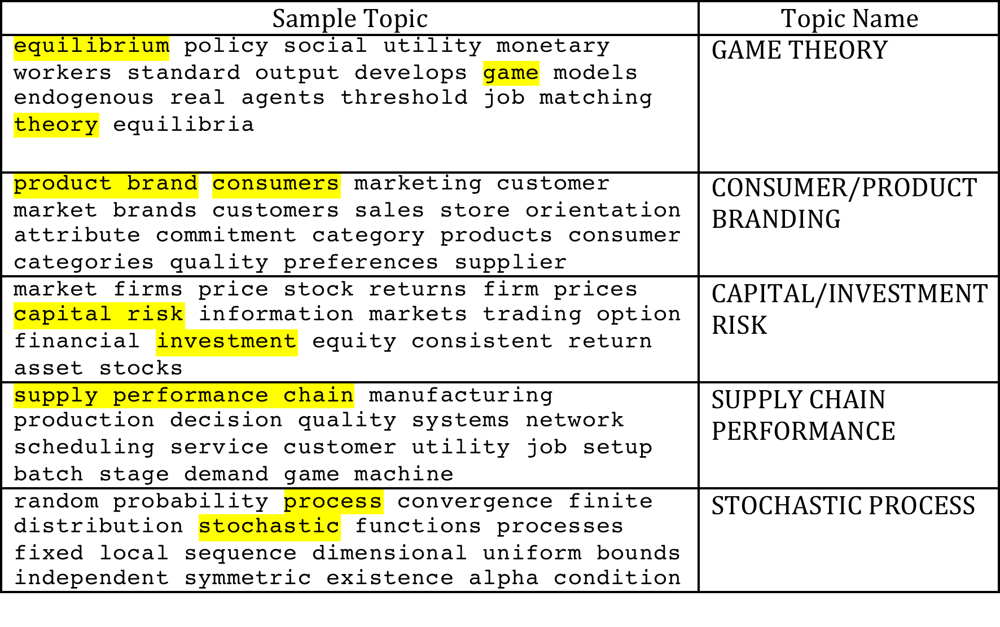 Sample Topic
Topic Name
equilibrium policy social utility monetary
workers standard output develops game models
endogenous real agents threshold job matching
theory equilibria
GAME THEORY
product brand consumers marketing customer
market brands customers sales store orientation
attribute commitment category products consumer
categories quality preferences supplier
CONSUMER/PRODUCT
BRANDING
market firms price stock returns firm prices
capital risk information markets trading option
financial investment equity consistent return
asset stocks
CAPITAL/INVESTMENT
RISK
supply performance chain manufacturing
production decision quality systems network
scheduling service customer utility job setup
batch stage demand game machine
SUPPLY CHAIN
PERFORMANCE
random probability process convergence finite
distribution stochastic functions processes
fixed local sequence dimensional uniform bounds
independent symmetric existence alpha condition
STOCHASTIC PROCESS